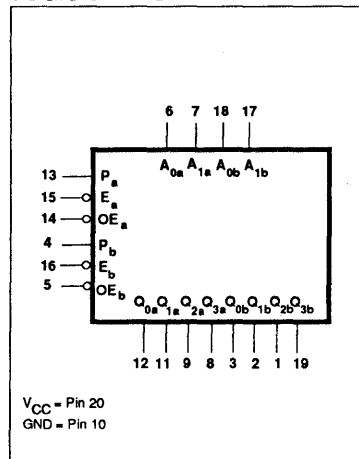 6 7 18 17
A0a A1a A0b A1b
13 Pa
15 Ea
14 OEa
4 Pb
16 Eb
5 OEb
Q0a Q1a Q2a Q3a Q0b Q1b Q2b Q3b
12 11 9 8 3 2 1 19
VCC = Pin 20
GND = Pin 10